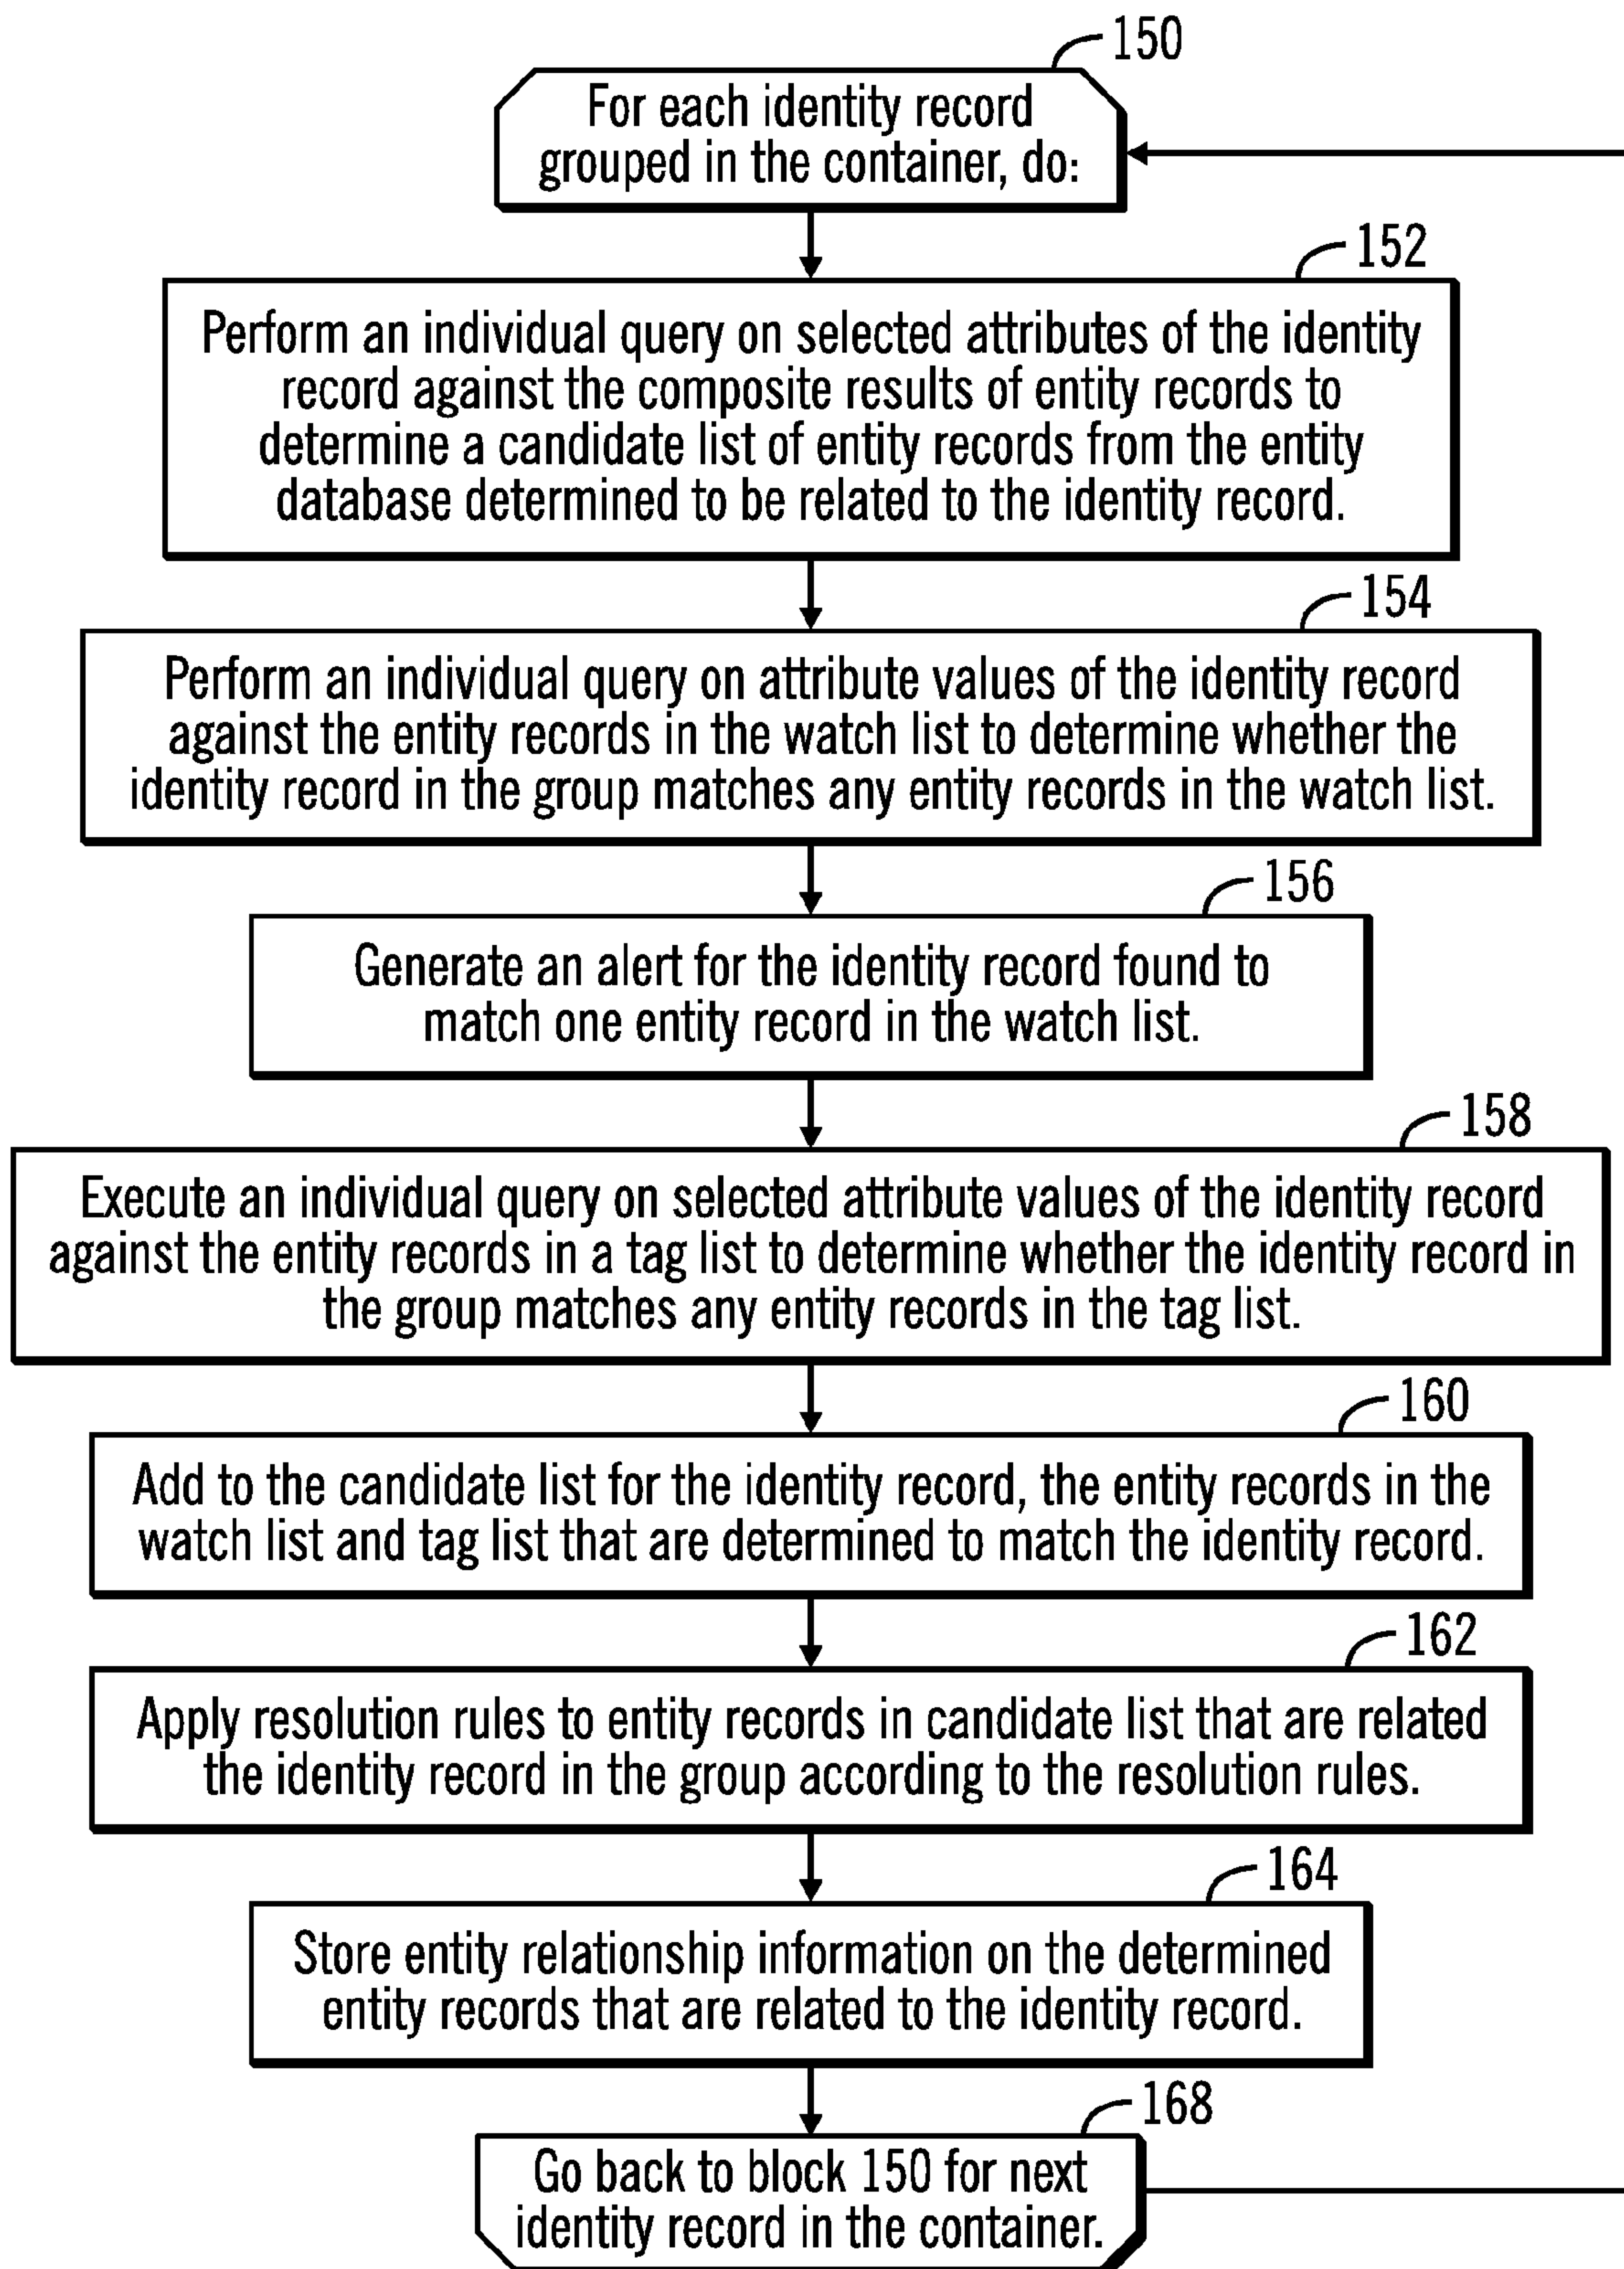 150
For each identity record
grouped in the container, do:
152
Perform an individual query on selected attributes of the identity
record against the composite results of entity records to
determine a candidate list of entity records from the entity
database determined to be related to the identity record.
154
Perform an individual query on attribute values of the identity record
against the entity records in the watch list to determine whether the
identity record in the group matches any entity records in the watch list.
156
Generate an alert for the identity record found to
match one entity record in the watch list.
158
Execute an individual query on selected attribute values of the identity record
against the entity records in a tag list to determine whether the identity record in
the group matches any entity records in the tag list.
160
Add to the candidate list for the identity record, the entity records in the
watch list and tag list that are determined to match the identity record.
162
Apply resolution rules to entity records in candidate list that are related
the identity record in the group according to the resolution rules.
164
Store entity relationship information on the determined
entity records that are related to the identity record.
168
Go back to block 150 for next
identity record in the container.